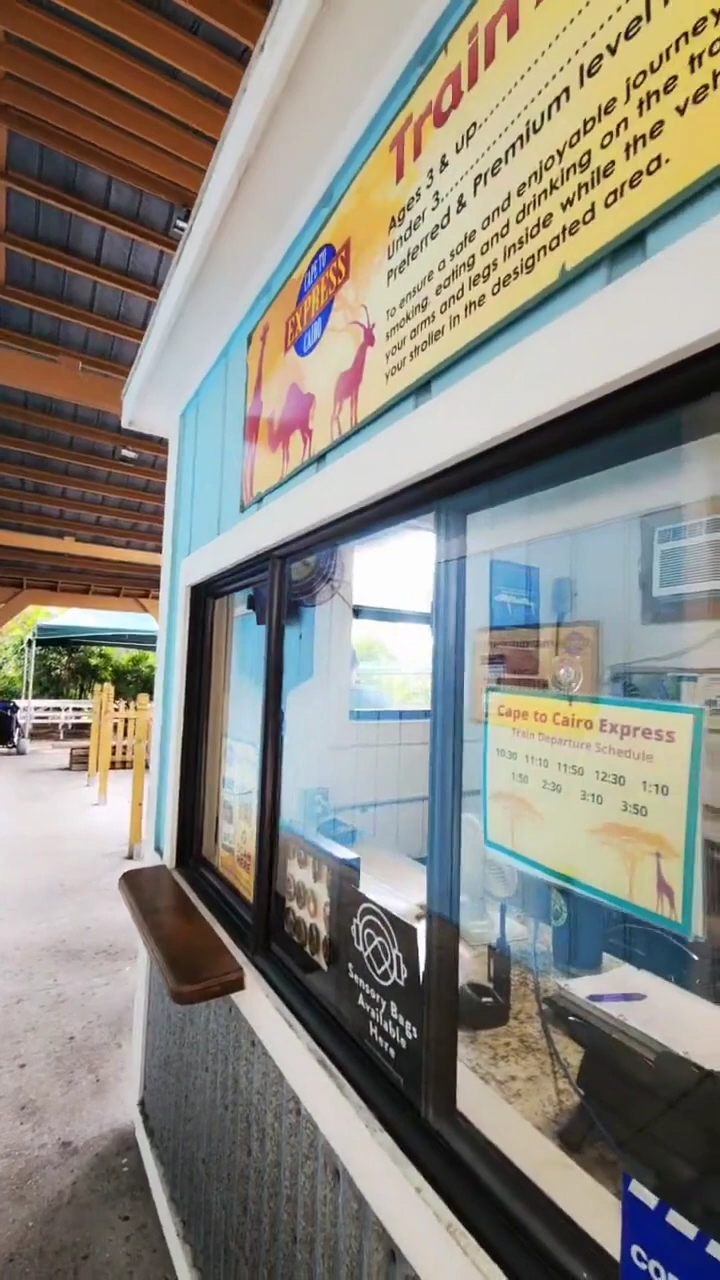 Train
Ages 3 & up
Under 3
Preferred & Premium level
To ensure a safe and enjoyable journey
smoking, eating and drinking on the
your arms and legs inside while the
your stroller in the designated area.
CAPE TO
EXPRESS
CAIRO
Cape to Cairo Express
Train Departure Schedule
10:30 11:10 11:50 12:30 1:10
1:50 2:30 3:10 3:50
Sensory Bags
Available
Here